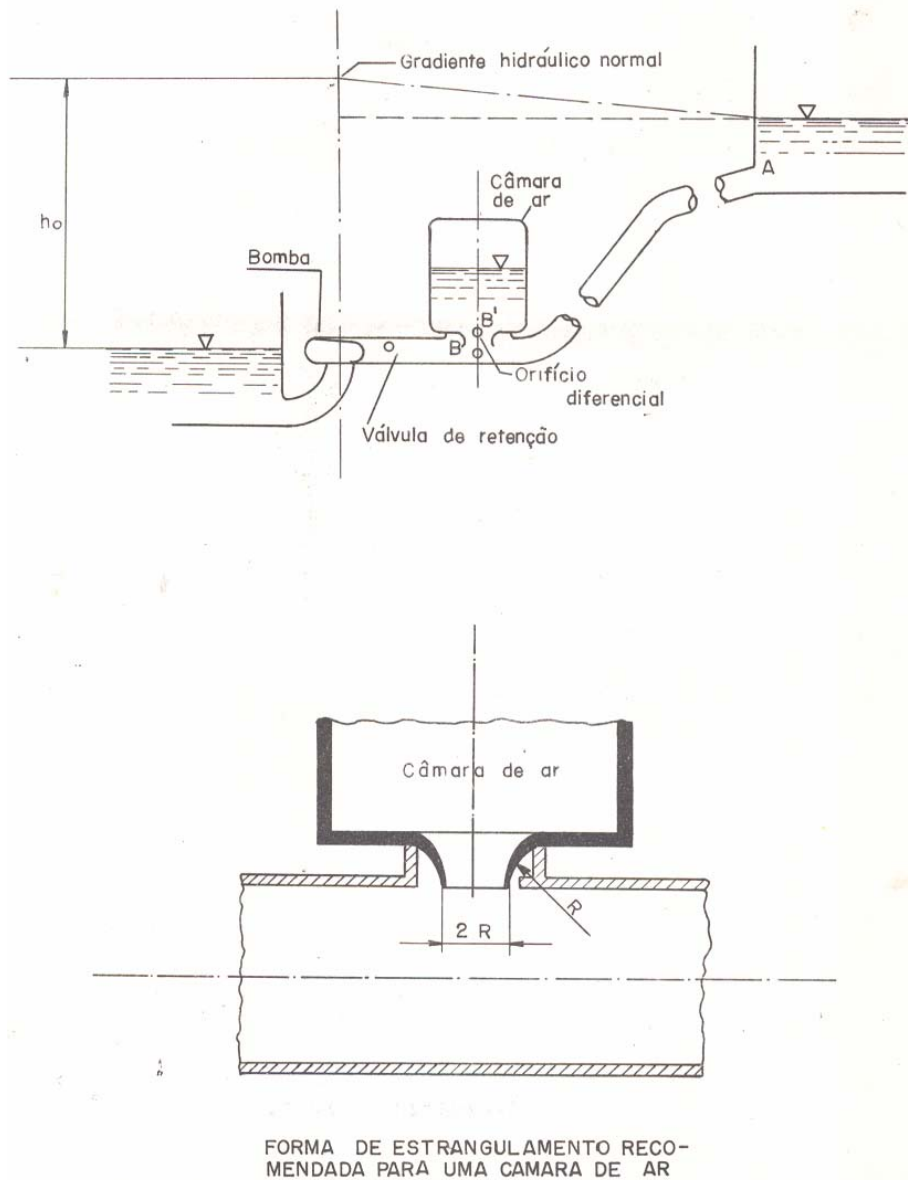 Gradiente hidráulico normal
A
Câmara
de ar
ho
Bomba
B'
B
Orifício
diferencial
Válvula de retenção
Câmara de ar
R
2 R
FORMA DE ESTRANGULAMENTO RECO-
MENDADA PARA UMA CAMARA DE AR